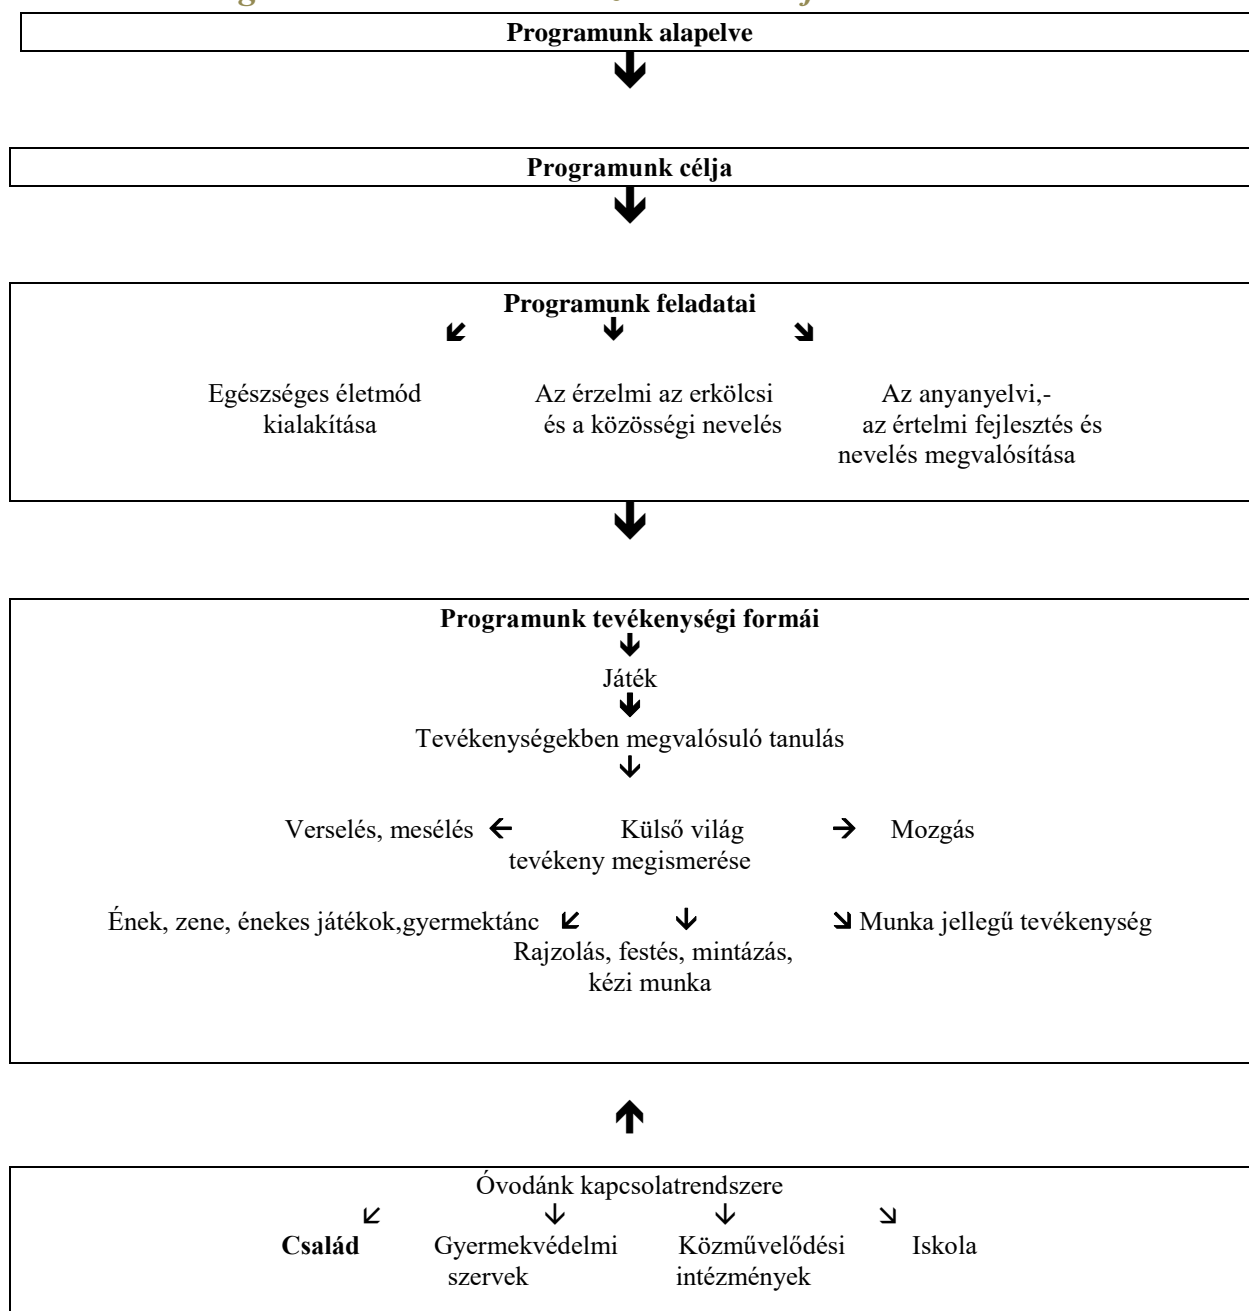 Programunk alapelve
Programunk célja
Programunk feladatai
Egészséges életmód
kialakítása
Az érzelmi az erkölcsi
és a közösségi nevelés
Az anyanyelvi,-
az értelmi fejlesztés és
nevelés megvalósítása
Programunk tevékenységi formái
Játék
Tevékenységekben megvalósuló tanulás
Verselés, mesélés
Külső világ
tevékeny megismerése
Mozgás
Ének, zene, énekes játékok,gyermektánc
Munka jellegű tevékenység
Rajzolás, festés, mintázás,
kézi munka
Óvodánk kapcsolatrendszere
Család
Gyermekvédelmi
szervek
Közművelődési
intézmények
Iskola